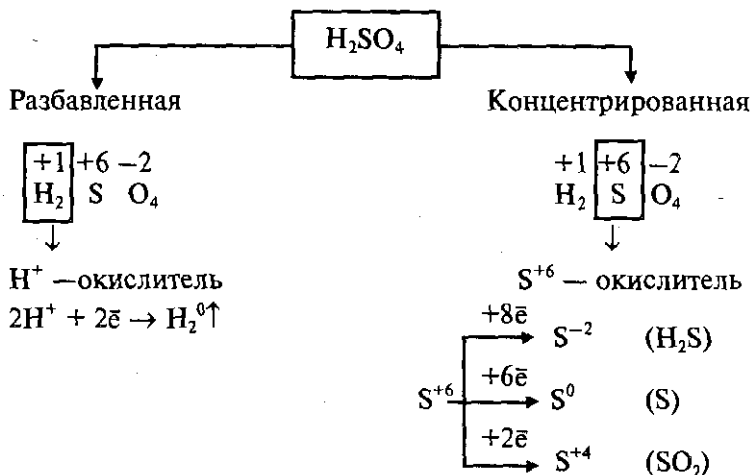 H₂SO₄
Разбавленная
+1 +6 −2
H₂ S O₄
↓
H⁺ — окислитель
2H⁺ + 2ē → H₂⁰↑
Концентрированная
+1 +6 −2
H₂ S O₄
↓
S⁺⁶ — окислитель
+8ē
S⁻² (H₂S)
+6ē
S⁺⁶ → S⁰ (S)
+2ē
S⁺⁴ (SO₂)